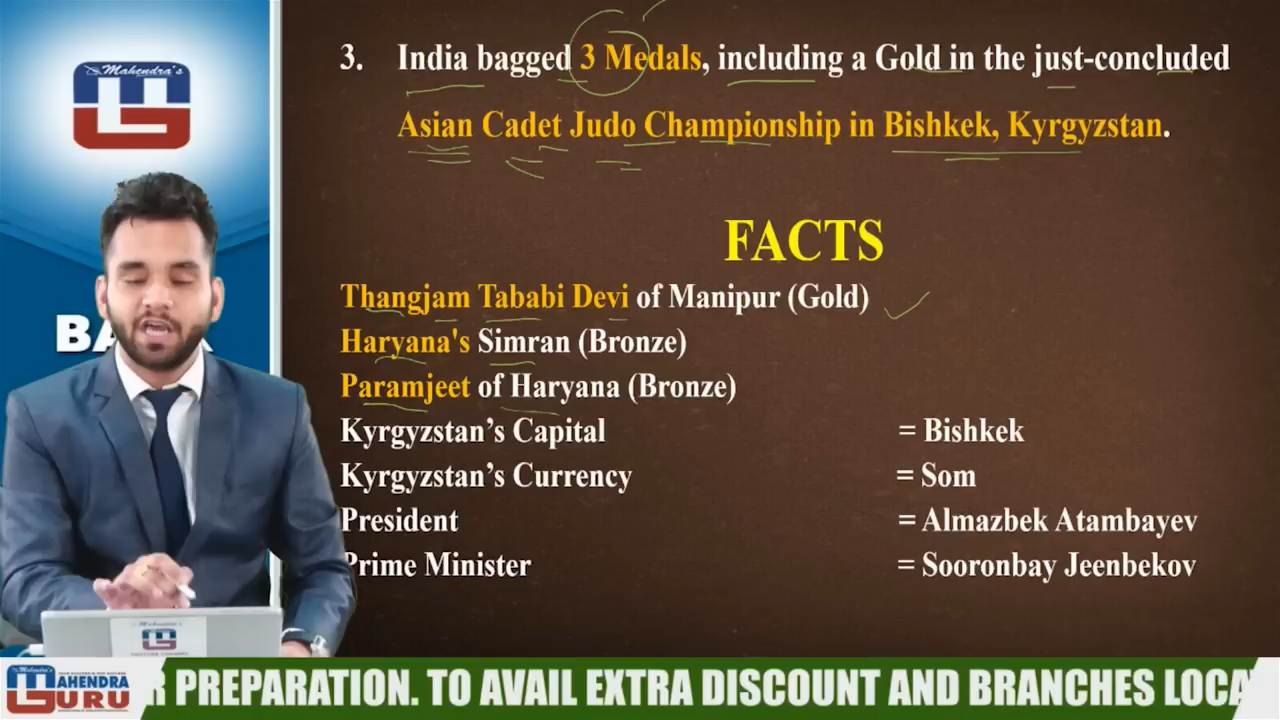 Mahendra's
3. India bagged 3 Medals, including a Gold in the just-concluded
Asian Cadet Judo Championship in Bishkek, Kyrgyzstan.
FACTS
Thangjam Tababi Devi of Manipur (Gold)
Haryana's Simran (Bronze)
Paramjeet of Haryana (Bronze)
Kyrgyzstan’s Capital = Bishkek
Kyrgyzstan’s Currency = Som
President = Almazbek Atambayev
Prime Minister = Sooronbay Jeenbekov
BA
Mahendra's
Mahendra's
MAHENDRA
GURU
R PREPARATION. TO AVAIL EXTRA DISCOUNT AND BRANCHES LOCA